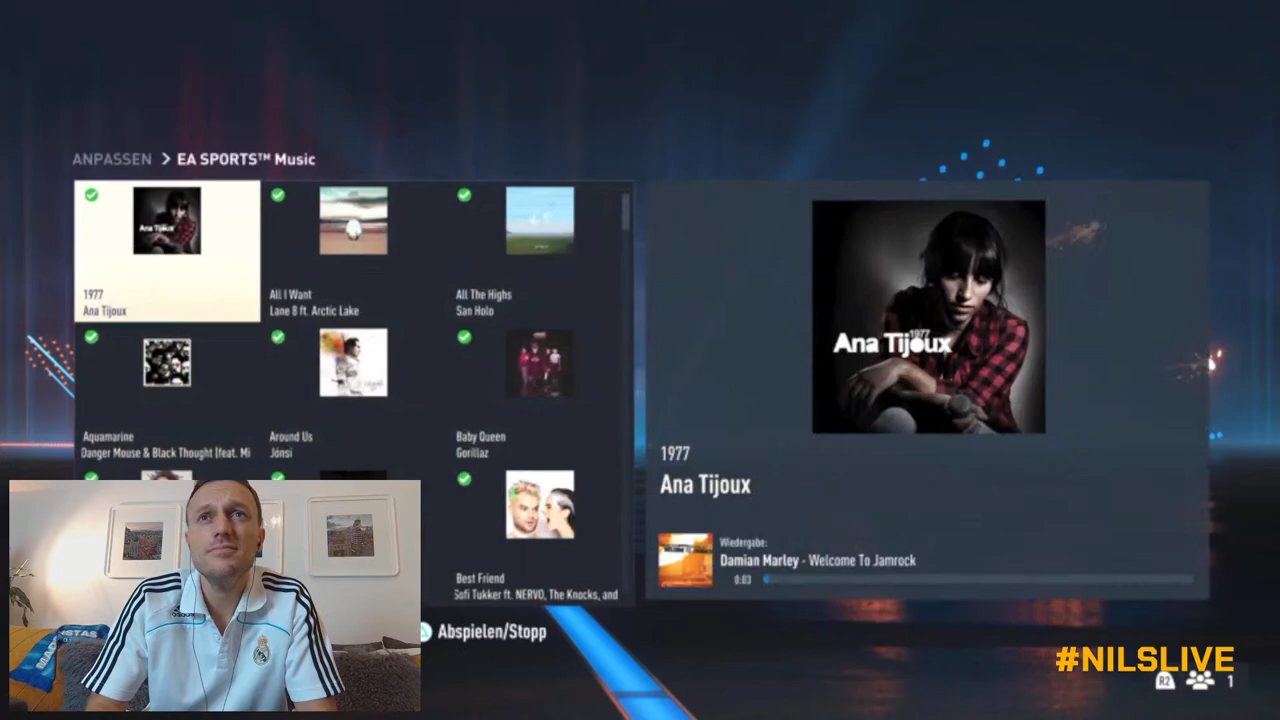 ANPASSEN > EA SPORTS™ Music
Ana Tijoux
1977
Ana Tijoux
All I Want
Lane 8 ft. Arctic Lake
All The Highs
San Holo
Aquamarine
Danger Mouse & Black Thought [feat. Mi
Around Us
Jónsi
Baby Queen
Gorillaz
Best Friend
Sofi Tukker ft. NERVO, The Knocks, and
Abspielen/Stopp
1977
Ana Tijoux
1977
Ana Tijoux
Wiedergabe:
Damian Marley - Welcome To Jamrock
0:03
#NILSLIVE
R2
1